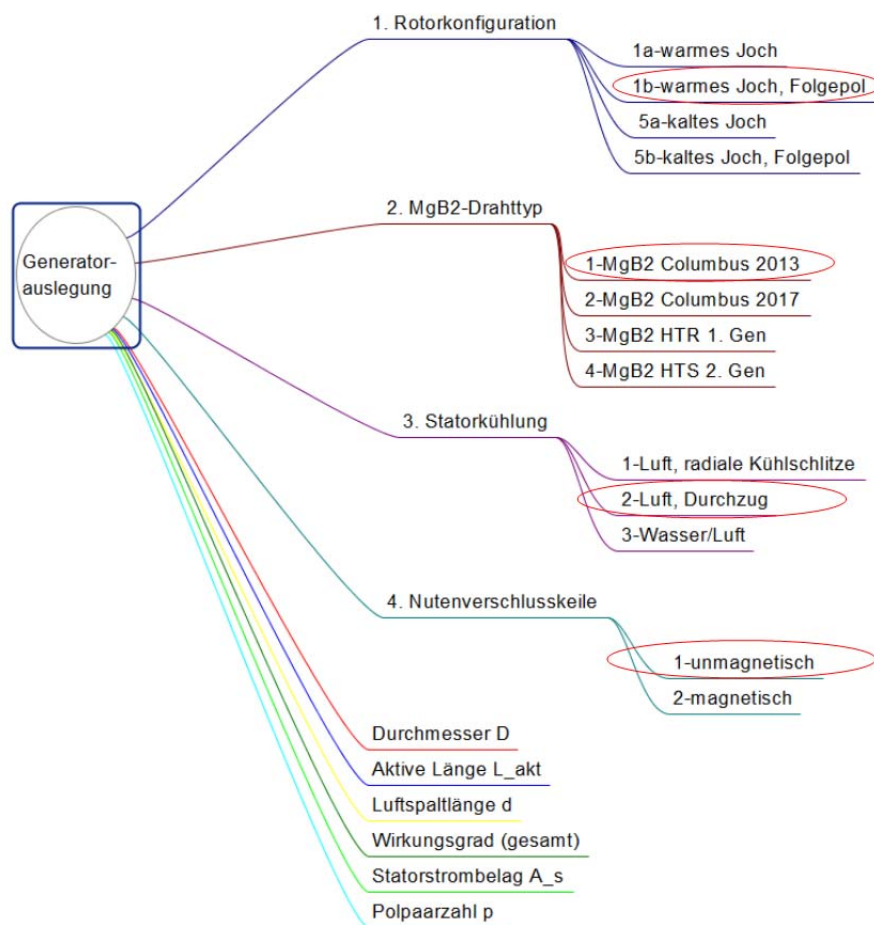 1. Rotorkonfiguration
1a-warmes Joch
1b-warmes Joch, Folgepol
5a-kaltes Joch
5b-kaltes Joch, Folgepol
2. MgB2-Drahttyp
Generator-
auslegung
1-MgB2 Columbus 2013
2-MgB2 Columbus 2017
3-MgB2 HTR 1. Gen
4-MgB2 HTS 2. Gen
3. Statorkühlung
1-Luft, radiale Kühlschlitze
2-Luft, Durchzug
3-Wasser/Luft
4. Nutenverschlusskeile
1-unmagnetisch
2-magnetisch
Durchmesser D
Aktive Länge L_akt
Luftspaltlänge d
Wirkungsgrad (gesamt)
Statorstrombelag A_s
Polpaarzahl p